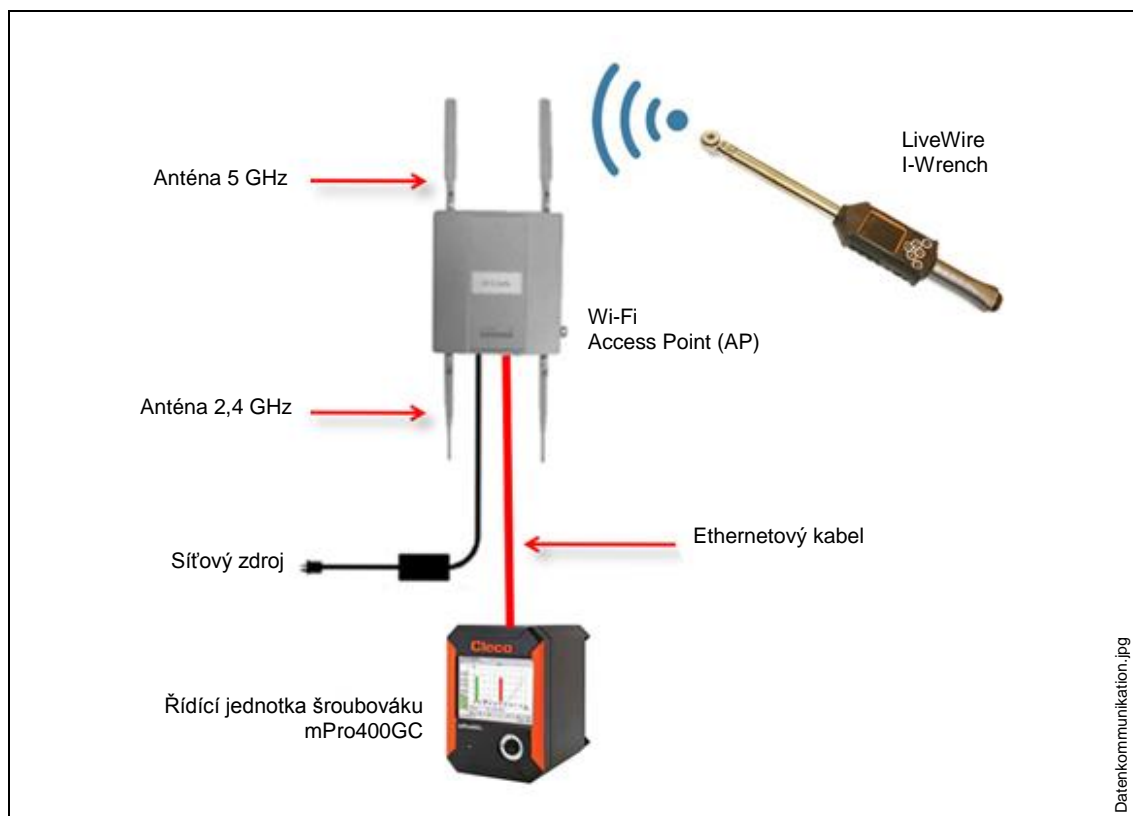 LiveWire
I-Wrench
Anténa 5 GHz
Wi-Fi
Access Point (AP)
Anténa 2,4 GHz
Ethernetový kabel
Síťový zdroj
Cleco
Řídící jednotka šroubováku
mPro400GC
Datenkommunikation.jpg